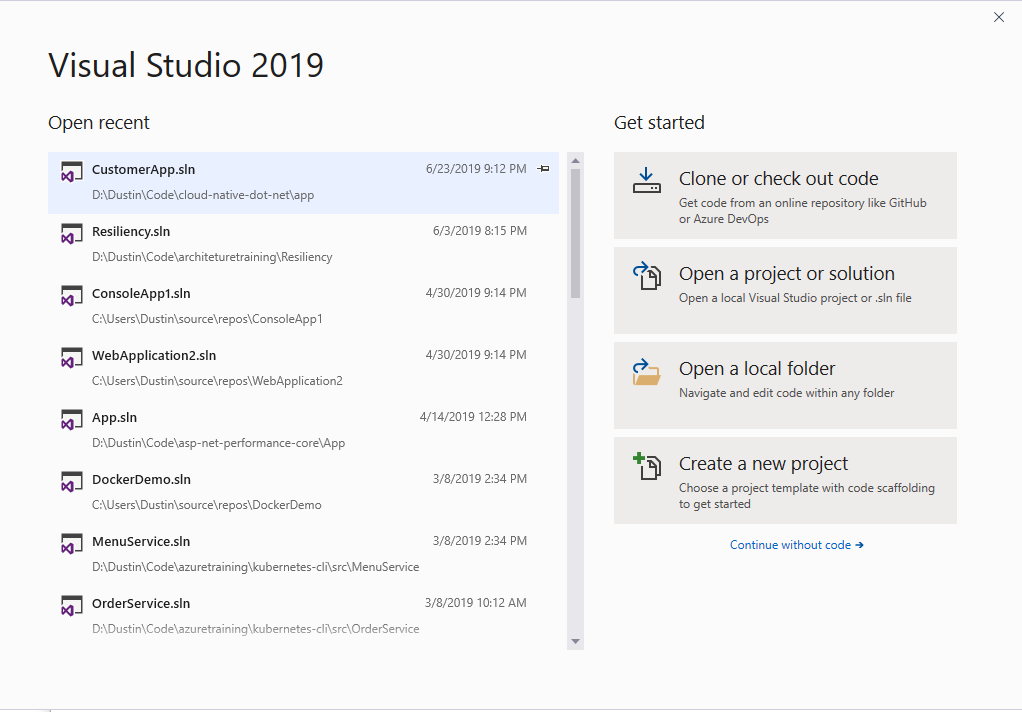 Visual Studio 2019
Open recent
CustomerApp.sln 6/23/2019 9:12 PM
D:\Dustin\Code\cloud-native-dot-net\app
Resiliency.sln 6/3/2019 8:15 PM
D:\Dustin\Code\architeturetraining\Resiliency
ConsoleApp1.sln 4/30/2019 9:14 PM
C:\Users\Dustin\source\repos\ConsoleApp1
WebApplication2.sln 4/30/2019 9:14 PM
C:\Users\Dustin\source\repos\WebApplication2
App.sln 4/14/2019 12:28 PM
D:\Dustin\Code\asp-net-performance-core\App
DockerDemo.sln 3/8/2019 2:34 PM
C:\Users\Dustin\source\repos\DockerDemo
MenuService.sln 3/8/2019 2:34 PM
D:\Dustin\Code\azuretraining\kubernetes-cli\src\MenuService
OrderService.sln 3/8/2019 10:12 AM
D:\Dustin\Code\azuretraining\kubernetes-cli\src\OrderService
Get started
Clone or check out code
Get code from an online repository like GitHub
or Azure DevOps
Open a project or solution
Open a local Visual Studio project or .sln file
Open a local folder
Navigate and edit code within any folder
Create a new project
Choose a project template with code scaffolding
to get started
Continue without code →